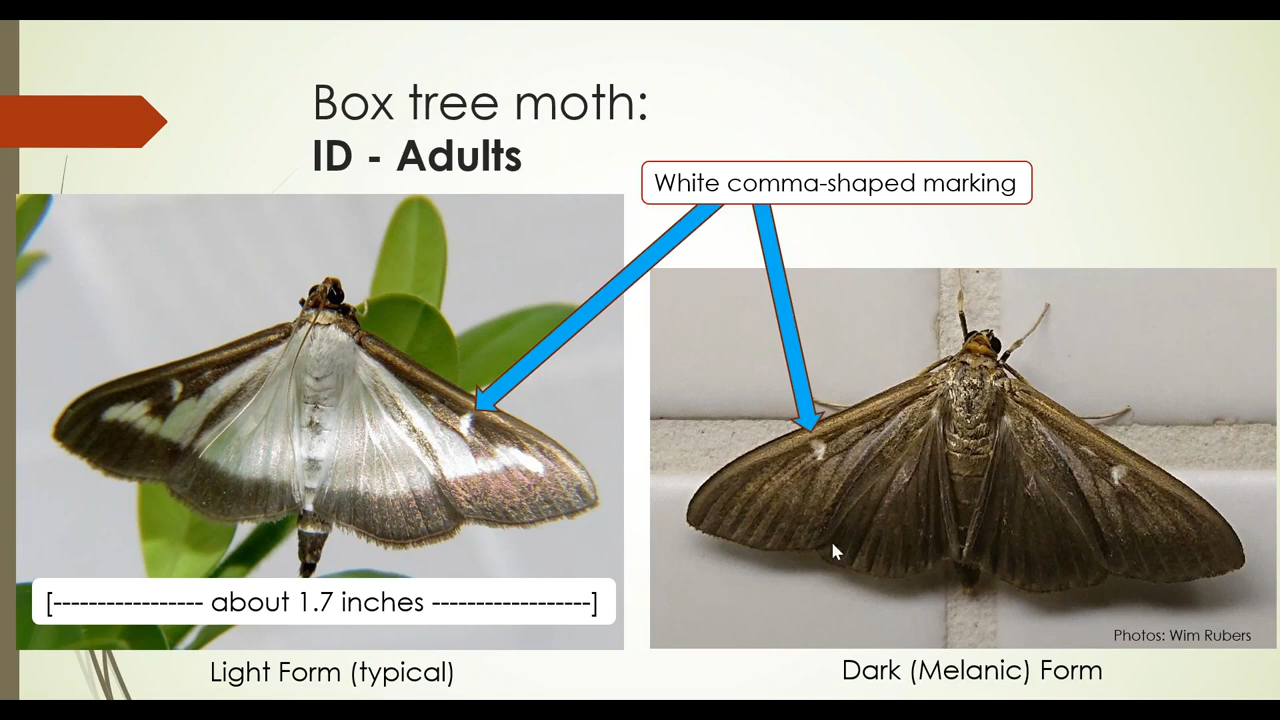 Box tree moth:
ID - Adults
White comma-shaped marking
[----------------- about 1.7 inches ------------------]
Photos: Wim Rubers
Light Form (typical)
Dark (Melanic) Form